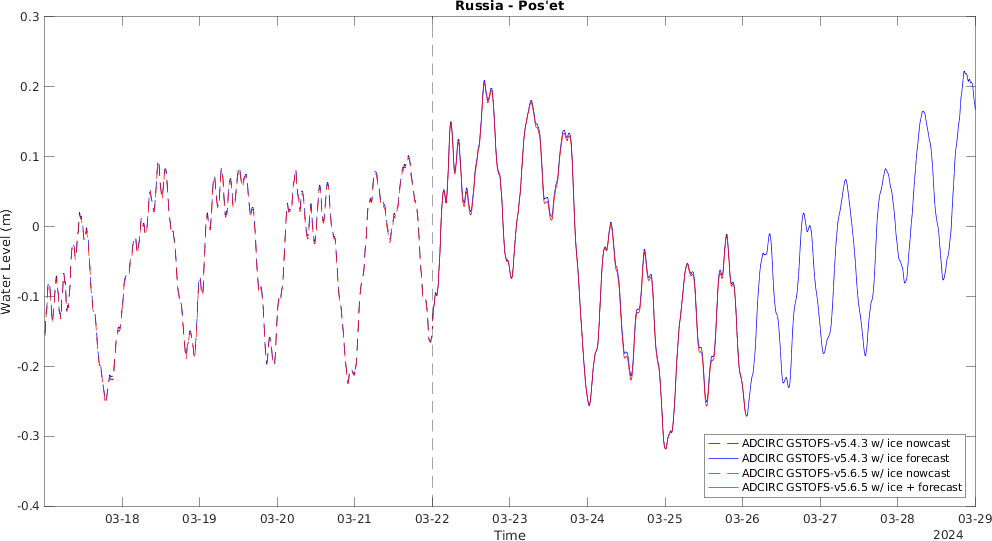 Russia - Pos'et
0.3
0.2
0.1
0
-0.1
-0.2
-0.3
-0.4
Water Level (m)
ADCIRC GSTOFS-v5.4.3 w/ ice nowcast
ADCIRC GSTOFS-v5.4.3 w/ ice forecast
ADCIRC GSTOFS-v5.6.5 w/ ice nowcast
ADCIRC GSTOFS-v5.6.5 w/ ice + forecast
03-18 03-19 03-20 03-21 03-22 03-23 03-24 03-25 03-26 03-27 03-28 03-29
Time
2024